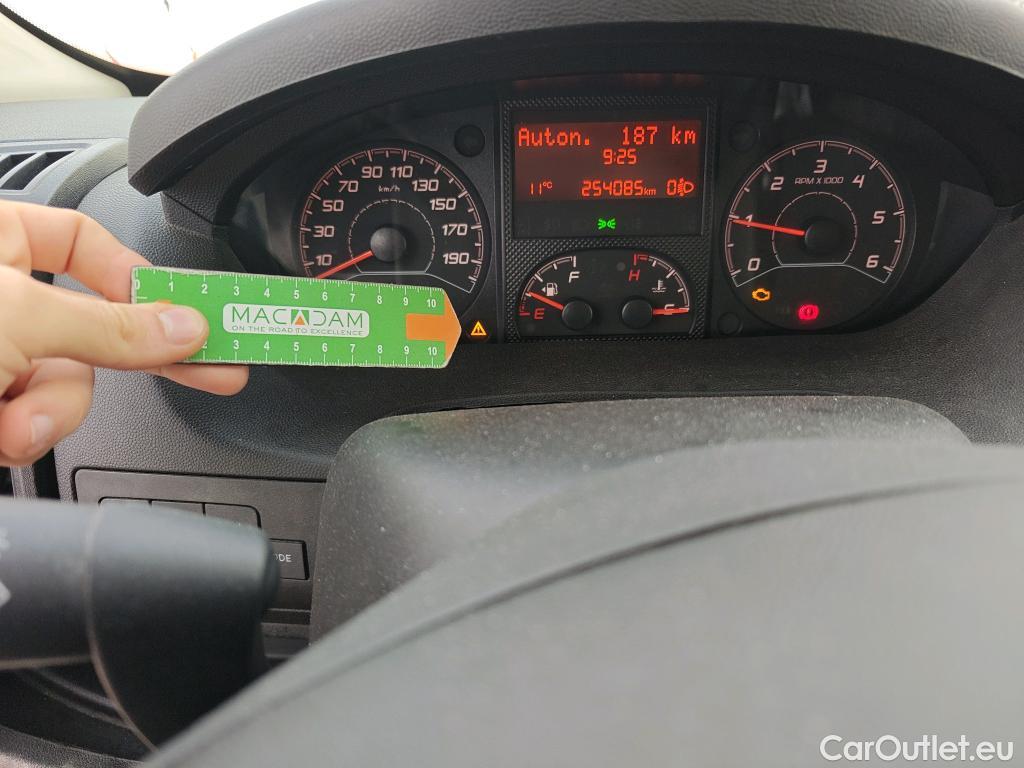 Auton. 187 km
9:25
11°C 254085km 0
10 30 50 70 90 110 130 150 170 190
km/h
0 1 2 3 4 5 6
RPM X 1000
E F
H
0 1 2 3 4 5 6 7 8 9 10
MACADAM
ON THE ROAD TO EXCELLENCE
2 3 4 5 6 7 8 9 10
ODE
CarOutlet.eu